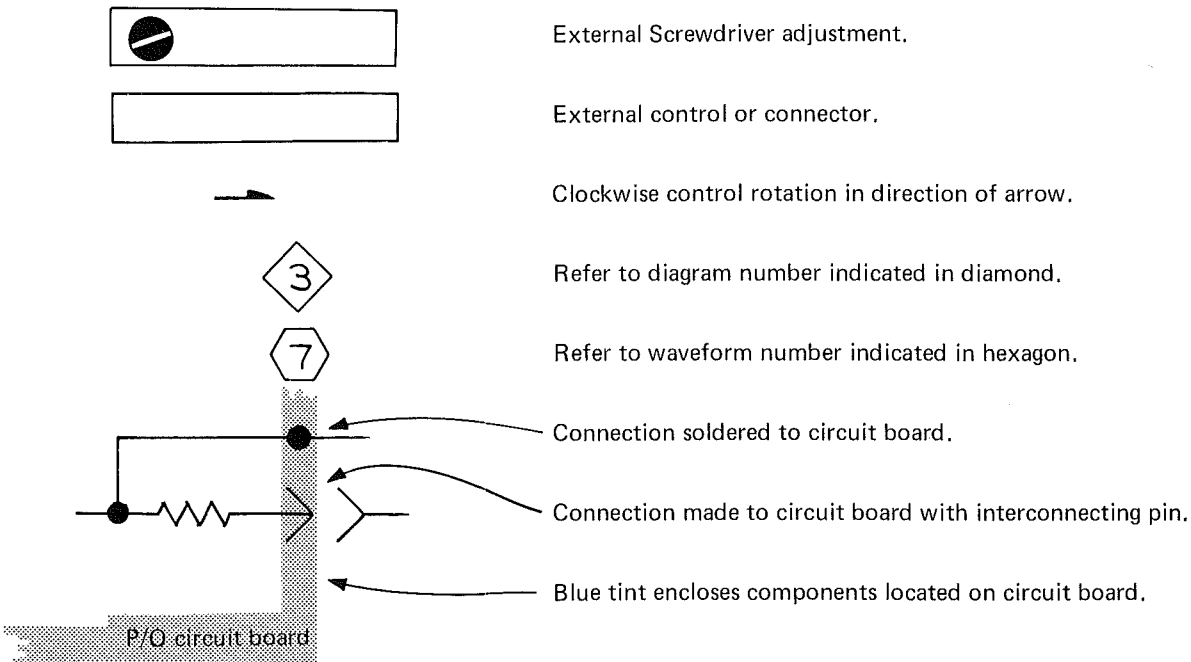 External Screwdriver adjustment.
External control or connector.
Clockwise control rotation in direction of arrow.
3
Refer to diagram number indicated in diamond.
7
Refer to waveform number indicated in hexagon.
Connection soldered to circuit board.
Connection made to circuit board with interconnecting pin.
Blue tint encloses components located on circuit board.
P/O circuit board